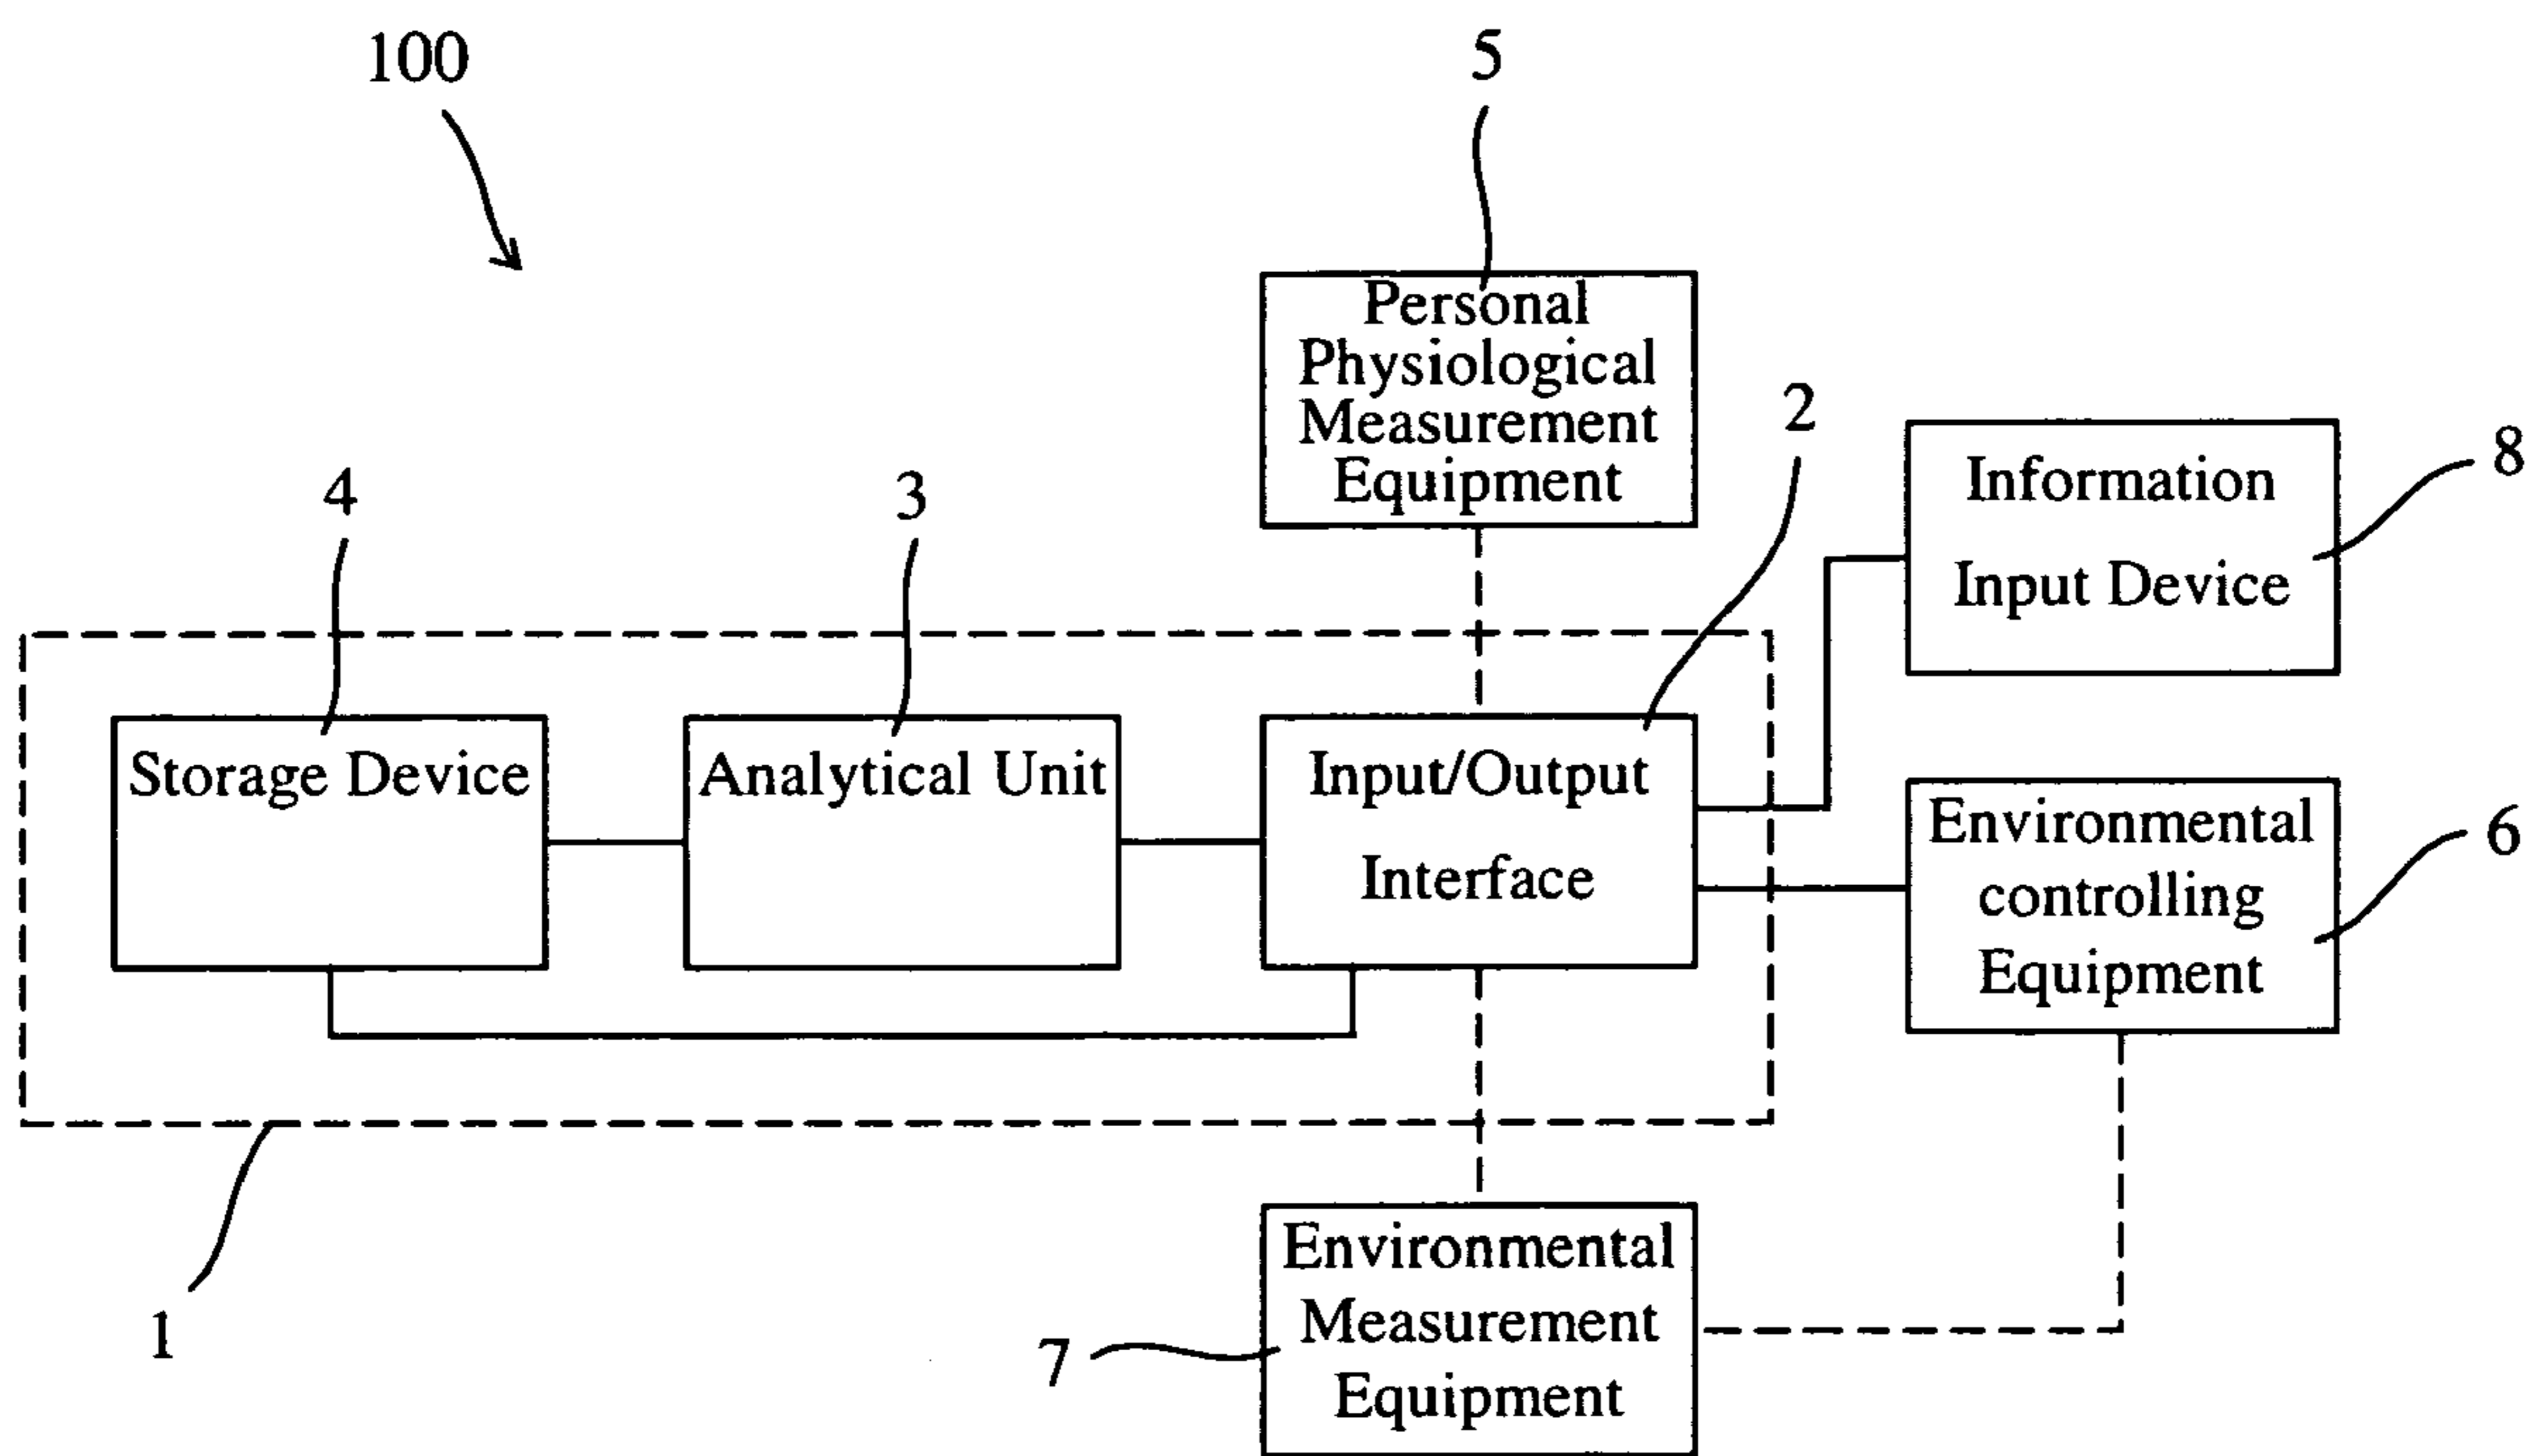 100
5
Personal
Physiological
Measurement
Equipment
2
Information
Input Device
8
4
3
Storage Device
Analytical Unit
Input/Output
Interface
Environmental
controlling
Equipment
6
1
Environmental
Measurement
Equipment
7